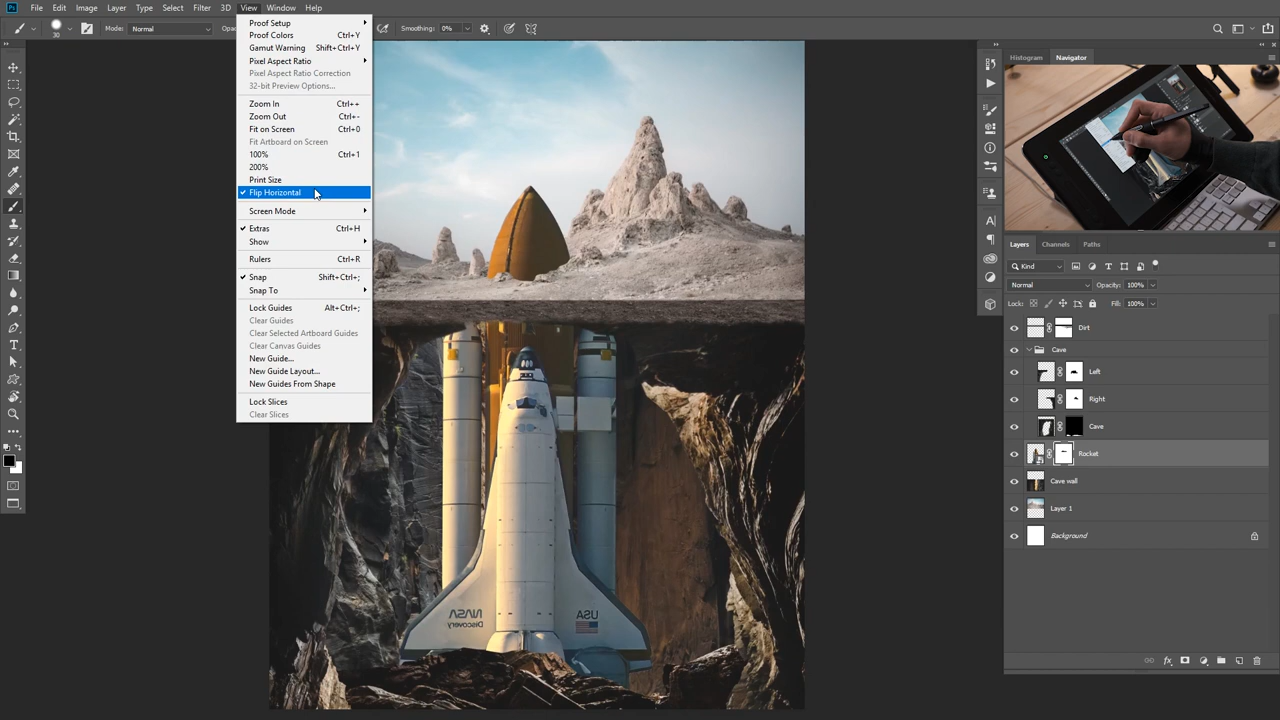 Ps File Edit Image Layer Type Select Filter 3D View Window Help
30 Mode: Normal Opac Smoothing: 0%
Proof Setup
Proof Colors Ctrl+Y
Gamut Warning Shift+Ctrl+Y
Pixel Aspect Ratio
Pixel Aspect Ratio Correction
32-bit Preview Options...
Zoom In Ctrl++
Zoom Out Ctrl+-
Fit on Screen Ctrl+0
Fit Artboard on Screen
100% Ctrl+1
200%
Print Size
Flip Horizontal
Screen Mode
Extras Ctrl+H
Show
Rulers Ctrl+R
Snap Shift+Ctrl+;
Snap To
Lock Guides Alt+Ctrl+;
Clear Guides
Clear Selected Artboard Guides
Clear Canvas Guides
New Guide...
New Guide Layout...
New Guides From Shape
Lock Slices
Clear Slices
NASA USA
Discovery
Histogram Navigator
Layers Channels Paths
Kind
Normal Opacity: 100%
Lock: Fill: 100%
Dirt
Cave
Left
Right
Cave
Rocket
Cave wall
Layer 1
Background